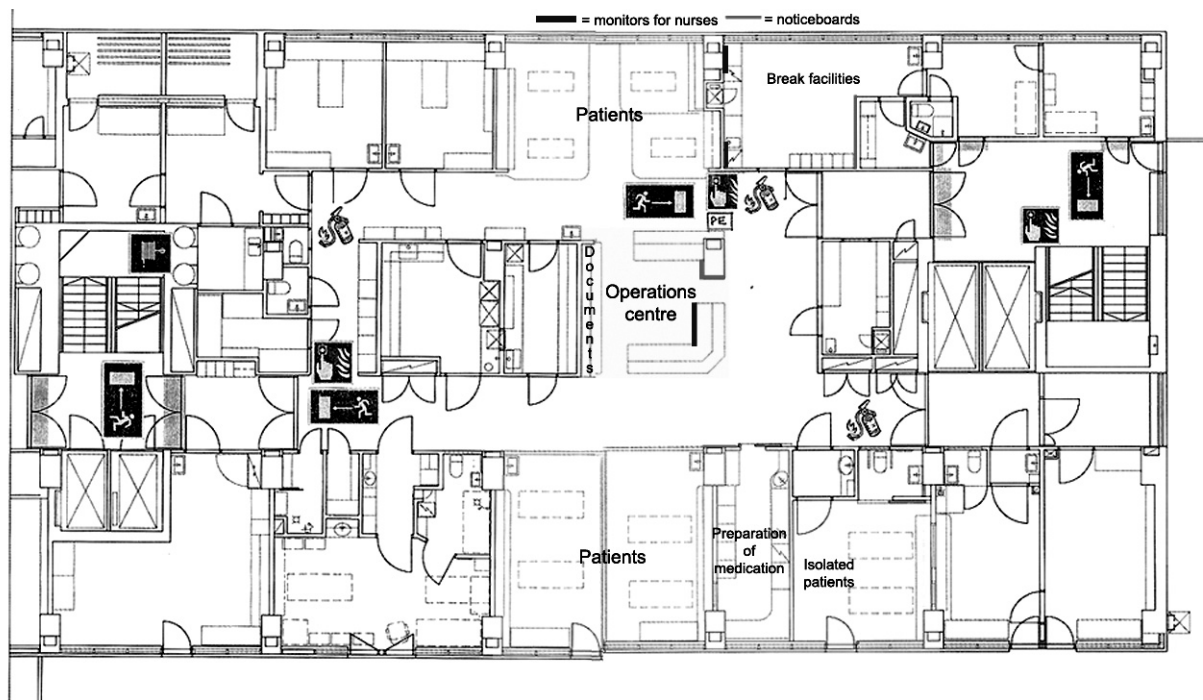 = monitors for nurses = noticeboards
Break facilities
Patients
PE
Documents
Operations
centre
Patients
Preparation
of
medication
Isolated
patients